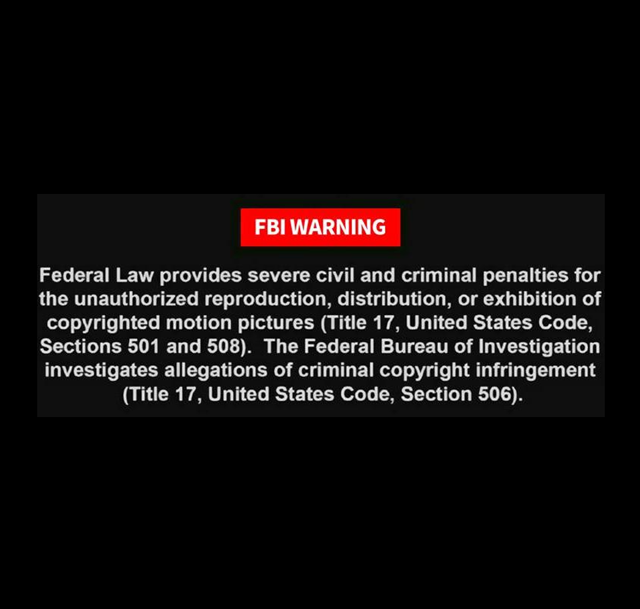 FBI WARNING
Federal Law provides severe civil and criminal penalties for
the unauthorized reproduction, distribution, or exhibition of
copyrighted motion pictures (Title 17, United States Code,
Sections 501 and 508).  The Federal Bureau of Investigation
investigates allegations of criminal copyright infringement
(Title 17, United States Code, Section 506).